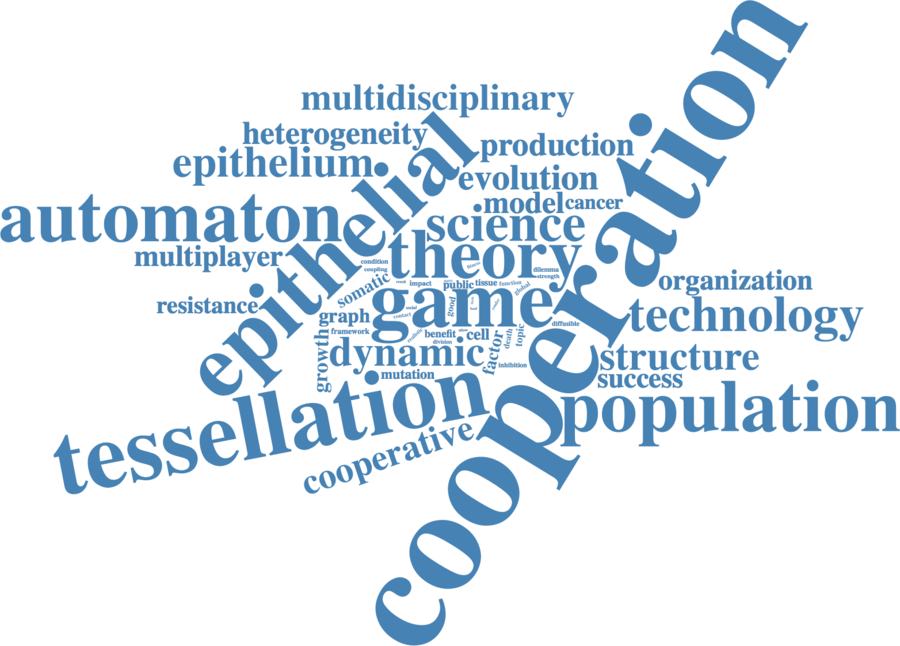 cooperation
multidisciplinary
heterogeneity
production
epithelium
epithelial
evolution
model
cancer
automaton
science
multiplayer
theory
condition
coupling
dilemma
strength
somatic
impact
public
tissue
function
global
organization
resistance
game
good
graph
technology
framework
benefit
cell
diffusible
division
factor
death
topic
growth
dynamic
inhibition
structure
mutation
success
tessellation
population
cooperative